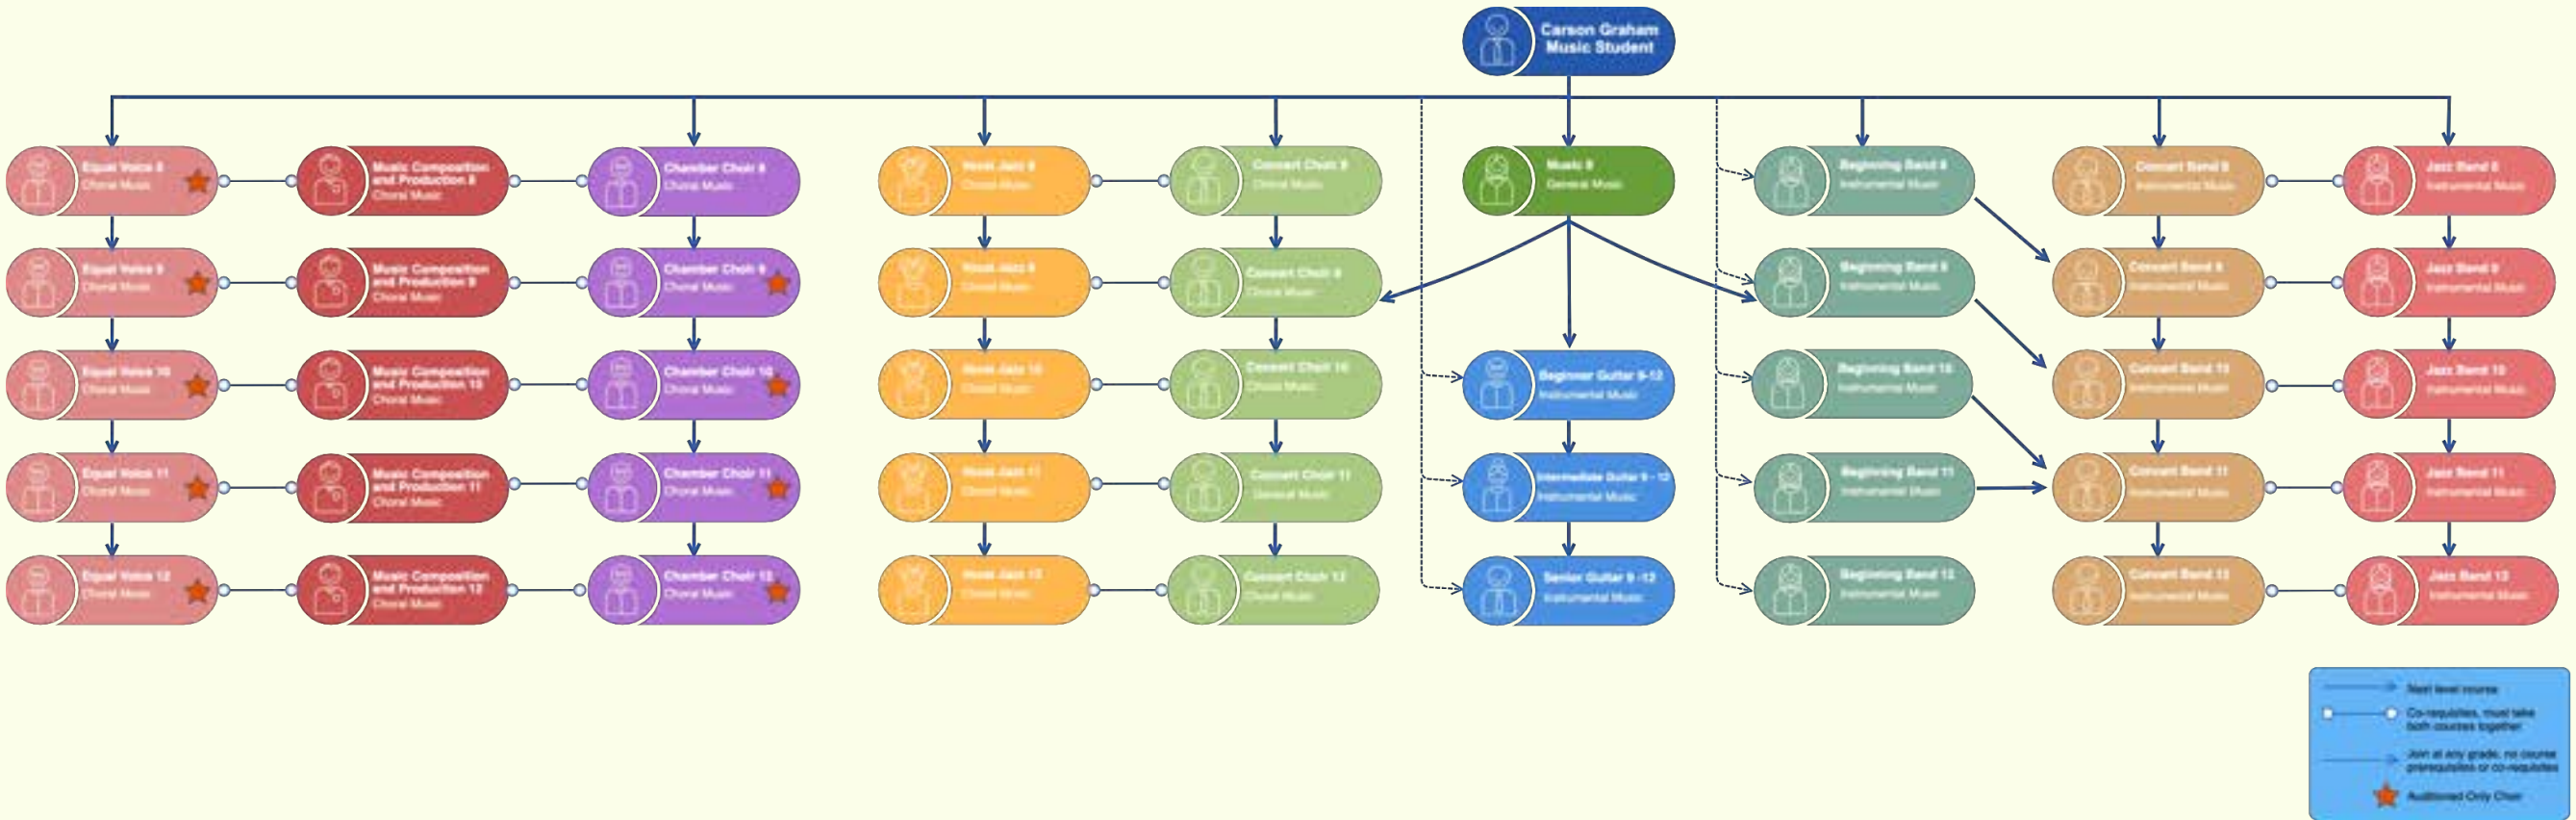 Carson Graham
Music Student
Equal Voice 8
Choral Music
Music Composition
and Production 8
Choral Music
Chamber Choir 8
Choral Music
Vocal Jazz 8
Choral Music
Concert Choir 8
Choral Music
Music 8
General Music
Beginning Band 8
Instrumental Music
Concert Band 8
Instrumental Music
Jazz Band 8
Instrumental Music
Equal Voice 9
Choral Music
Music Composition
and Production 9
Choral Music
Chamber Choir 9
Choral Music
Vocal Jazz 9
Choral Music
Concert Choir 9
Choral Music
Beginning Band 9
Instrumental Music
Concert Band 9
Instrumental Music
Jazz Band 9
Instrumental Music
Equal Voice 10
Choral Music
Music Composition
and Production 10
Choral Music
Chamber Choir 10
Choral Music
Vocal Jazz 10
Choral Music
Concert Choir 10
Choral Music
Beginner Guitar 9-12
Instrumental Music
Beginning Band 10
Instrumental Music
Concert Band 10
Instrumental Music
Jazz Band 10
Instrumental Music
Equal Voice 11
Choral Music
Music Composition
and Production 11
Choral Music
Chamber Choir 11
Choral Music
Vocal Jazz 11
Choral Music
Concert Choir 11
General Music
Intermediate Guitar 9 - 12
Instrumental Music
Beginning Band 11
Instrumental Music
Concert Band 11
Instrumental Music
Jazz Band 11
Instrumental Music
Equal Voice 12
Choral Music
Music Composition
and Production 12
Choral Music
Chamber Choir 12
Choral Music
Vocal Jazz 12
Choral Music
Concert Choir 12
Choral Music
Senior Guitar 9 -12
Instrumental Music
Beginning Band 12
Instrumental Music
Concert Band 12
Instrumental Music
Jazz Band 12
Instrumental Music
Next level course
Co-requisites, must take
both courses together
Join at any grade, no course
prerequisites or co-requisites
Auditioned Only Choir